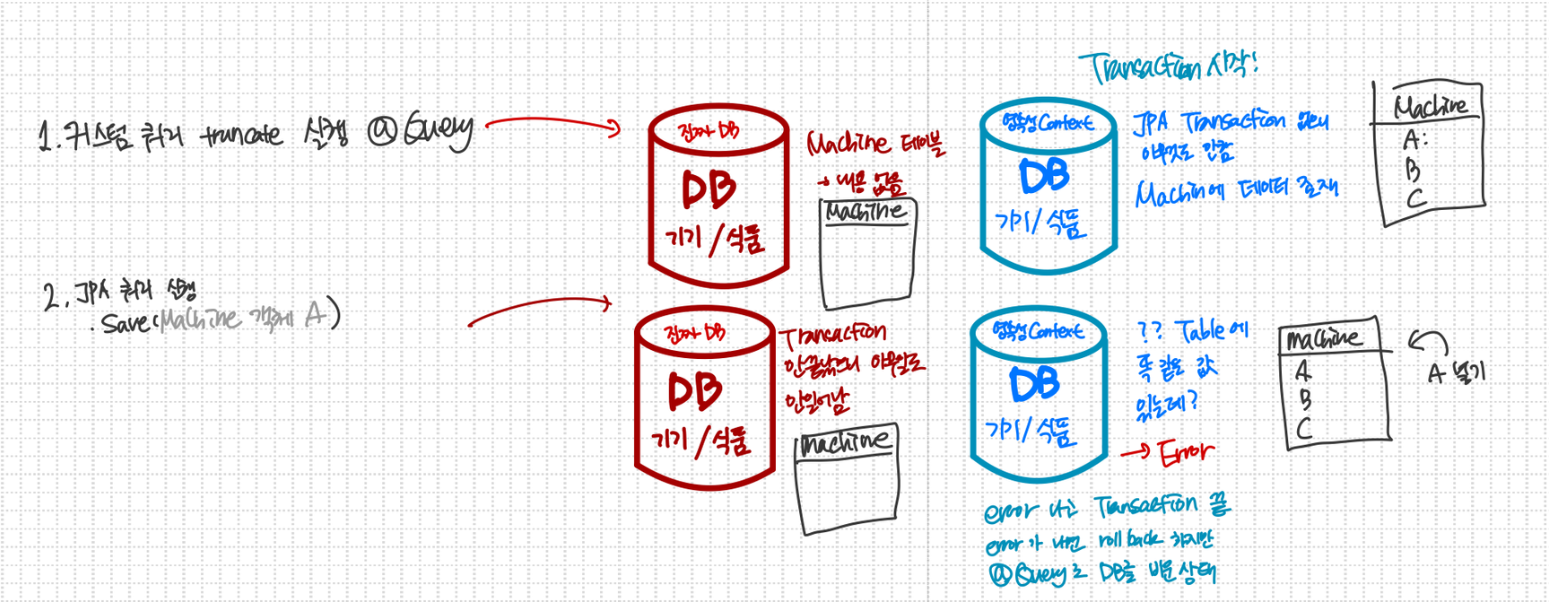 Transaction 시작!
1. 커스텀 쿼리 truncate 실행 @Query
진짜 DB
DB
기기/식품
Machine 테이블
→ 내용 없음
Machine
영속성 Context
DB
기기/식품
JPA Transaction 없으니
아무것도 안함
Machine에 데이터 존재
Machine
A:
B
C
2. JPA 쿼리 실행
. Save(Machine 객체 A)
진짜 DB
DB
기기/식품
Transaction
안끝났으니 아무일도
안일어남
machine
영속성 Context
DB
기기/식품
?? Table에
똑같은 값
있는데?
→ Error
machine
A
B
C
A 넣기
error 나고 Transaction 끝
error가 나면 roll back 하지만
@Query로 DB를 비운상태